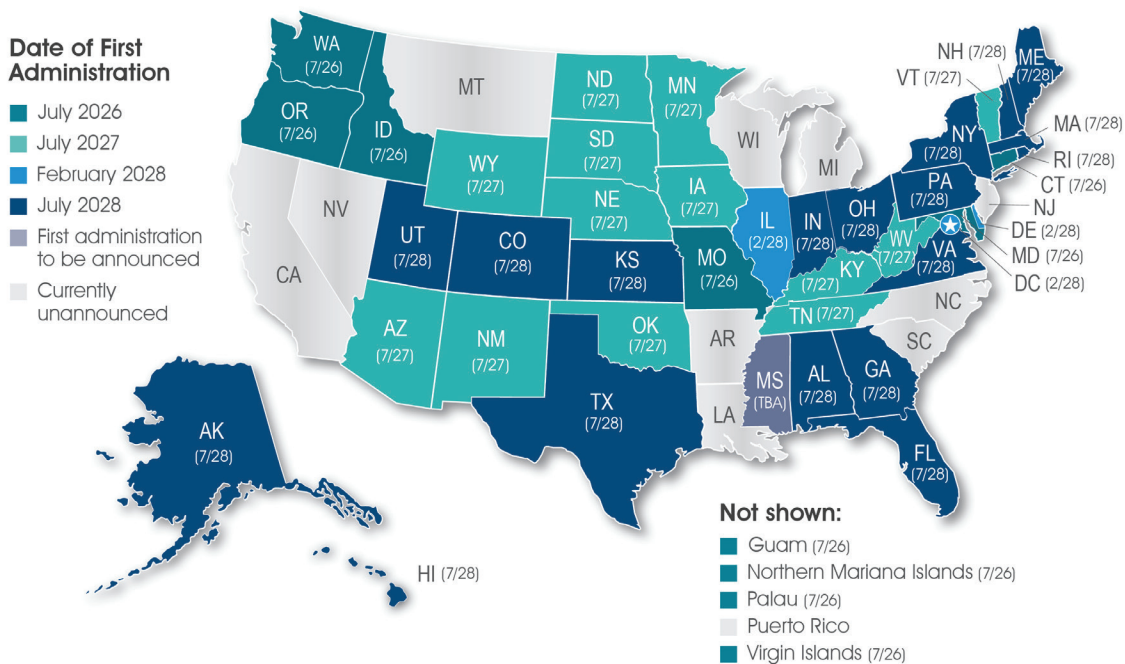 Date of First
Administration
July 2026
July 2027
February 2028
July 2028
First administration
to be announced
Currently
unannounced
WA
(7/26)
OR
(7/26)
ID
(7/26)
MT
ND
(7/27)
MN
(7/27)
SD
(7/27)
WY
(7/27)
NE
(7/27)
IA
(7/27)
WI
MI
NH (7/28)
VT (7/27)
ME
(7/28)
NY
(7/28)
MA (7/28)
RI (7/28)
CT (7/26)
NJ
DE (2/28)
MD (7/26)
DC (2/28)
PA
(7/28)
NV
CA
UT
(7/28)
CO
(7/28)
KS
(7/28)
MO
(7/26)
IL
(2/28)
IN
(7/28)
OH
(7/28)
WV
(7/27)
VA
(7/28)
KY
(7/27)
TN (7/27)
NC
SC
AZ
(7/27)
NM
(7/27)
OK
(7/27)
AR
TX
(7/28)
LA
MS
(TBA)
AL
(7/28)
GA
(7/28)
FL
(7/28)
AK
(7/28)
HI (7/28)
Not shown:
Guam (7/26)
Northern Mariana Islands (7/26)
Palau (7/26)
Puerto Rico
Virgin Islands (7/26)